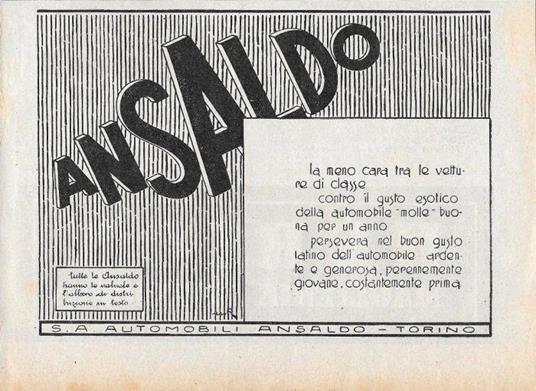 ANSALDO
la meno cara tra le vettu-
re di classe
contro il gusto esotico
della automobile "molle" buo-
na per un anno
persevera nel buon gusto
latino dell'automobile arden-
te e generosa, perennemente
giovane, costantemente prima
tutte le Ansaldo
hanno le valvole e
l'albero di distri-
buzione in testa
S.A AUTOMOBILI ANSALDO - TORINO